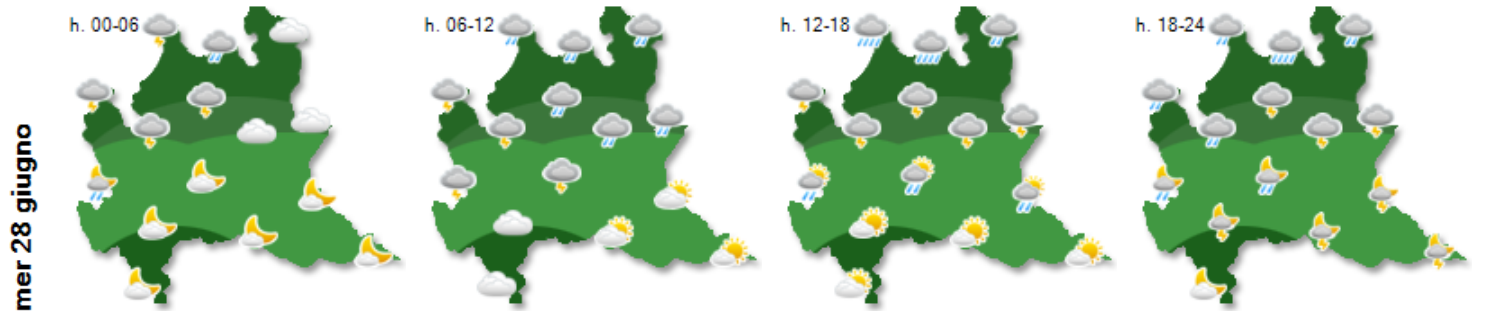 mer 28 giugno
h. 00-06
h. 06-12
h. 12-18
h. 18-24